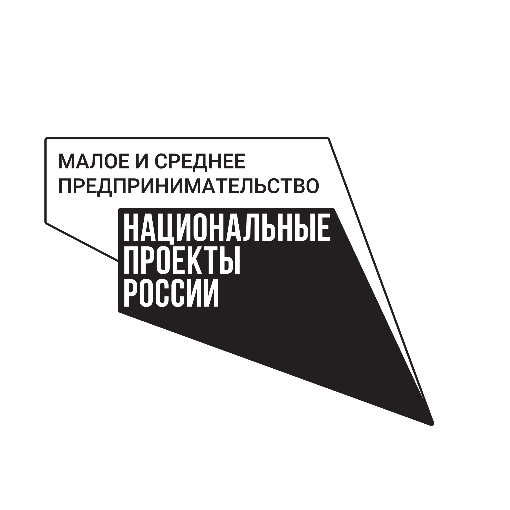 МАЛОЕ И СРЕДНЕЕ
ПРЕДПРИНИМАТЕЛЬСТВО
НАЦИОНАЛЬНЫЕ
ПРОЕКТЫ
РОССИИ